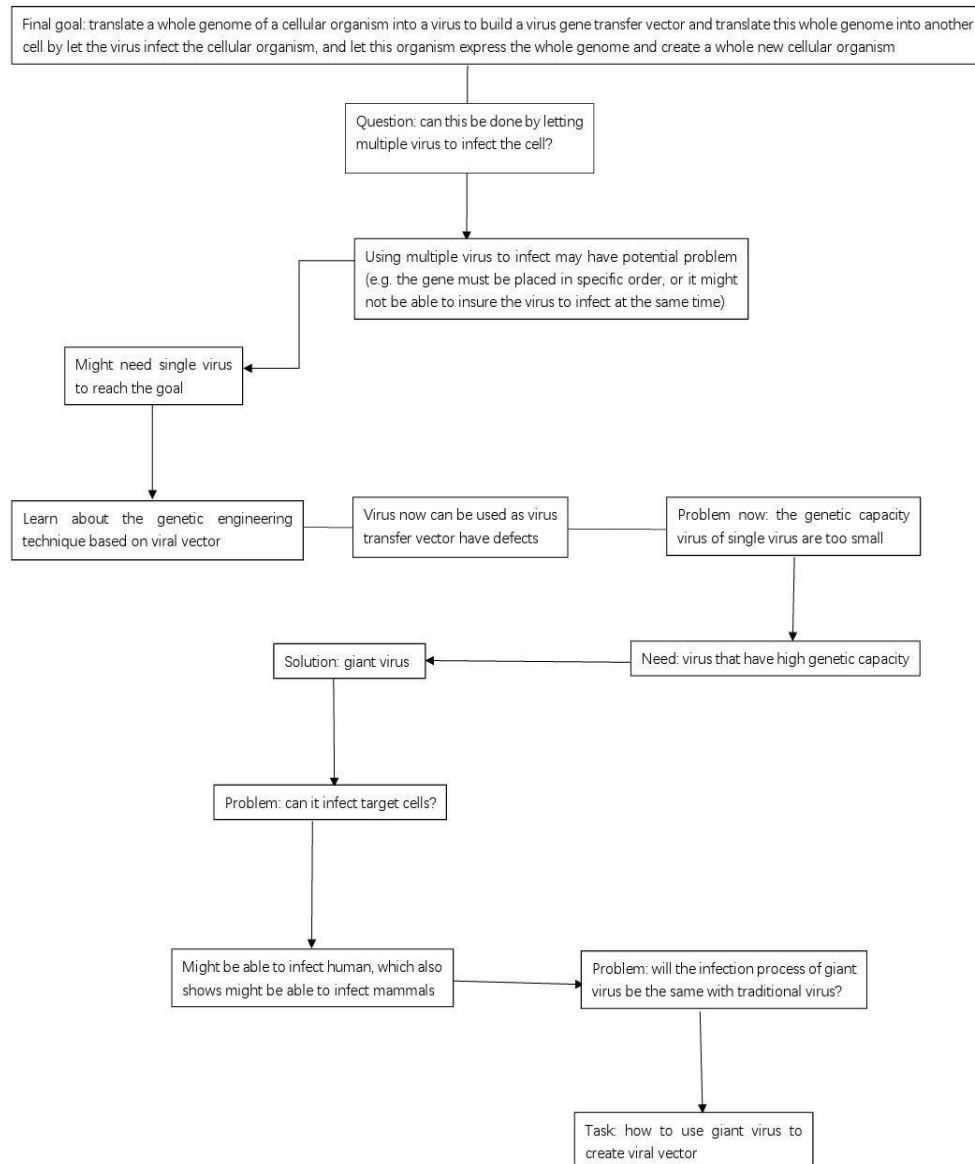 Final goal: translate a whole genome of a cellular organism into a virus to build a virus gene transfer vector and translate this whole genome into another
cell by let the virus infect the cellular organism, and let this organism express the whole genome and create a whole new cellular organism
Question: can this be done by letting
multiple virus to infect the cell?
Using multiple virus to infect may have potential problem
(e.g. the gene must be placed in specific order, or it might
not be able to insure the virus to infect at the same time)
Might need single virus
to reach the goal
Learn about the genetic engineering
technique based on viral vector
Virus now can be used as virus
transfer vector have defects
Problem now: the genetic capacity
virus of single virus are too small
Need: virus that have high genetic capacity
Solution: giant virus
Problem: can it infect target cells?
Might be able to infect human, which also
shows might be able to infect mammals
Problem: will the infection process of giant
virus be the same with traditional virus?
Task: how to use giant virus to
create viral vector